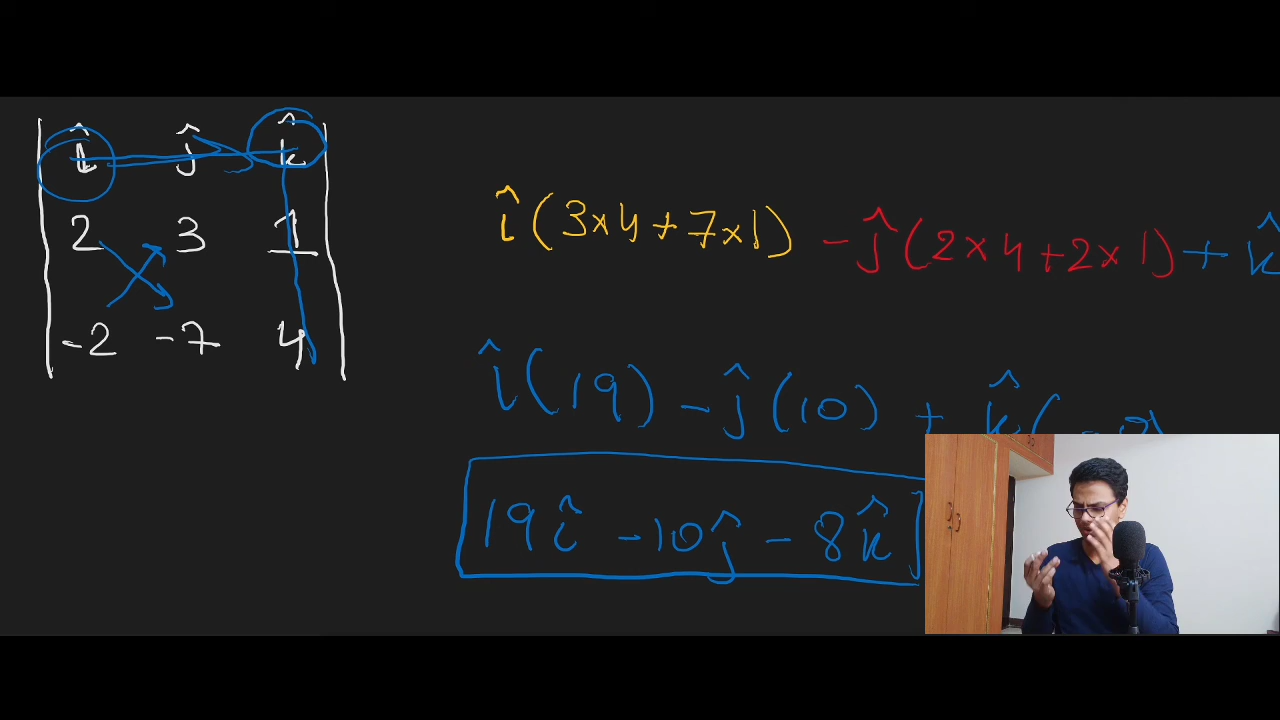 î ĵ k̂
2 3 1
-2 -7 4
î(3×4+7×1) -ĵ(2×4+2×1)+k̂
î(19)-ĵ(10)+k̂(-8)
19î-10ĵ-8k̂